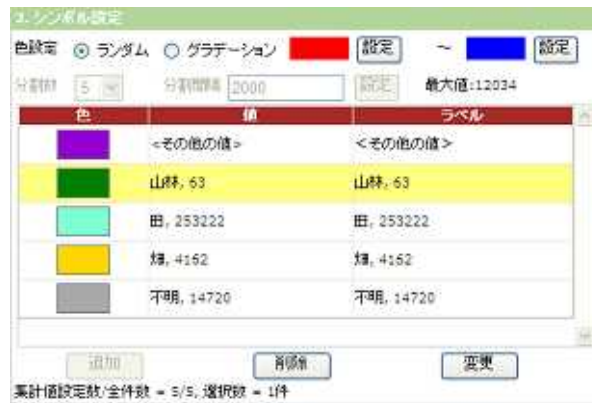 3. シンボル設定
色設定 ランダム グラデーション 設定 ～ 設定
分割数 5 分割間隔 2000 設定 最大値:12034
色 値 ラベル
<その他の値> <その他の値>
山林, 63 山林, 63
田, 253222 田, 253222
畑, 4162 畑, 4162
不明, 14720 不明, 14720
追加 削除 変更
集計値設定数/全件数 = 5/5, 選択数 = 1件